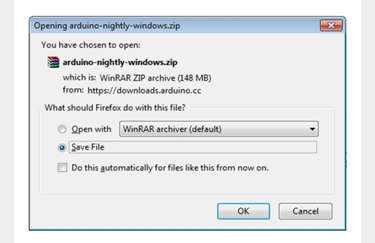 Opening arduino-nightly-windows.zip
You have chosen to open:
arduino-nightly-windows.zip
which is: WinRAR ZIP archive (148 MB)
from: https://downloads.arduino.cc
What should Firefox do with this file?
Open with WinRAR archiver (default)
Save File
Do this automatically for files like this from now on.
OK Cancel